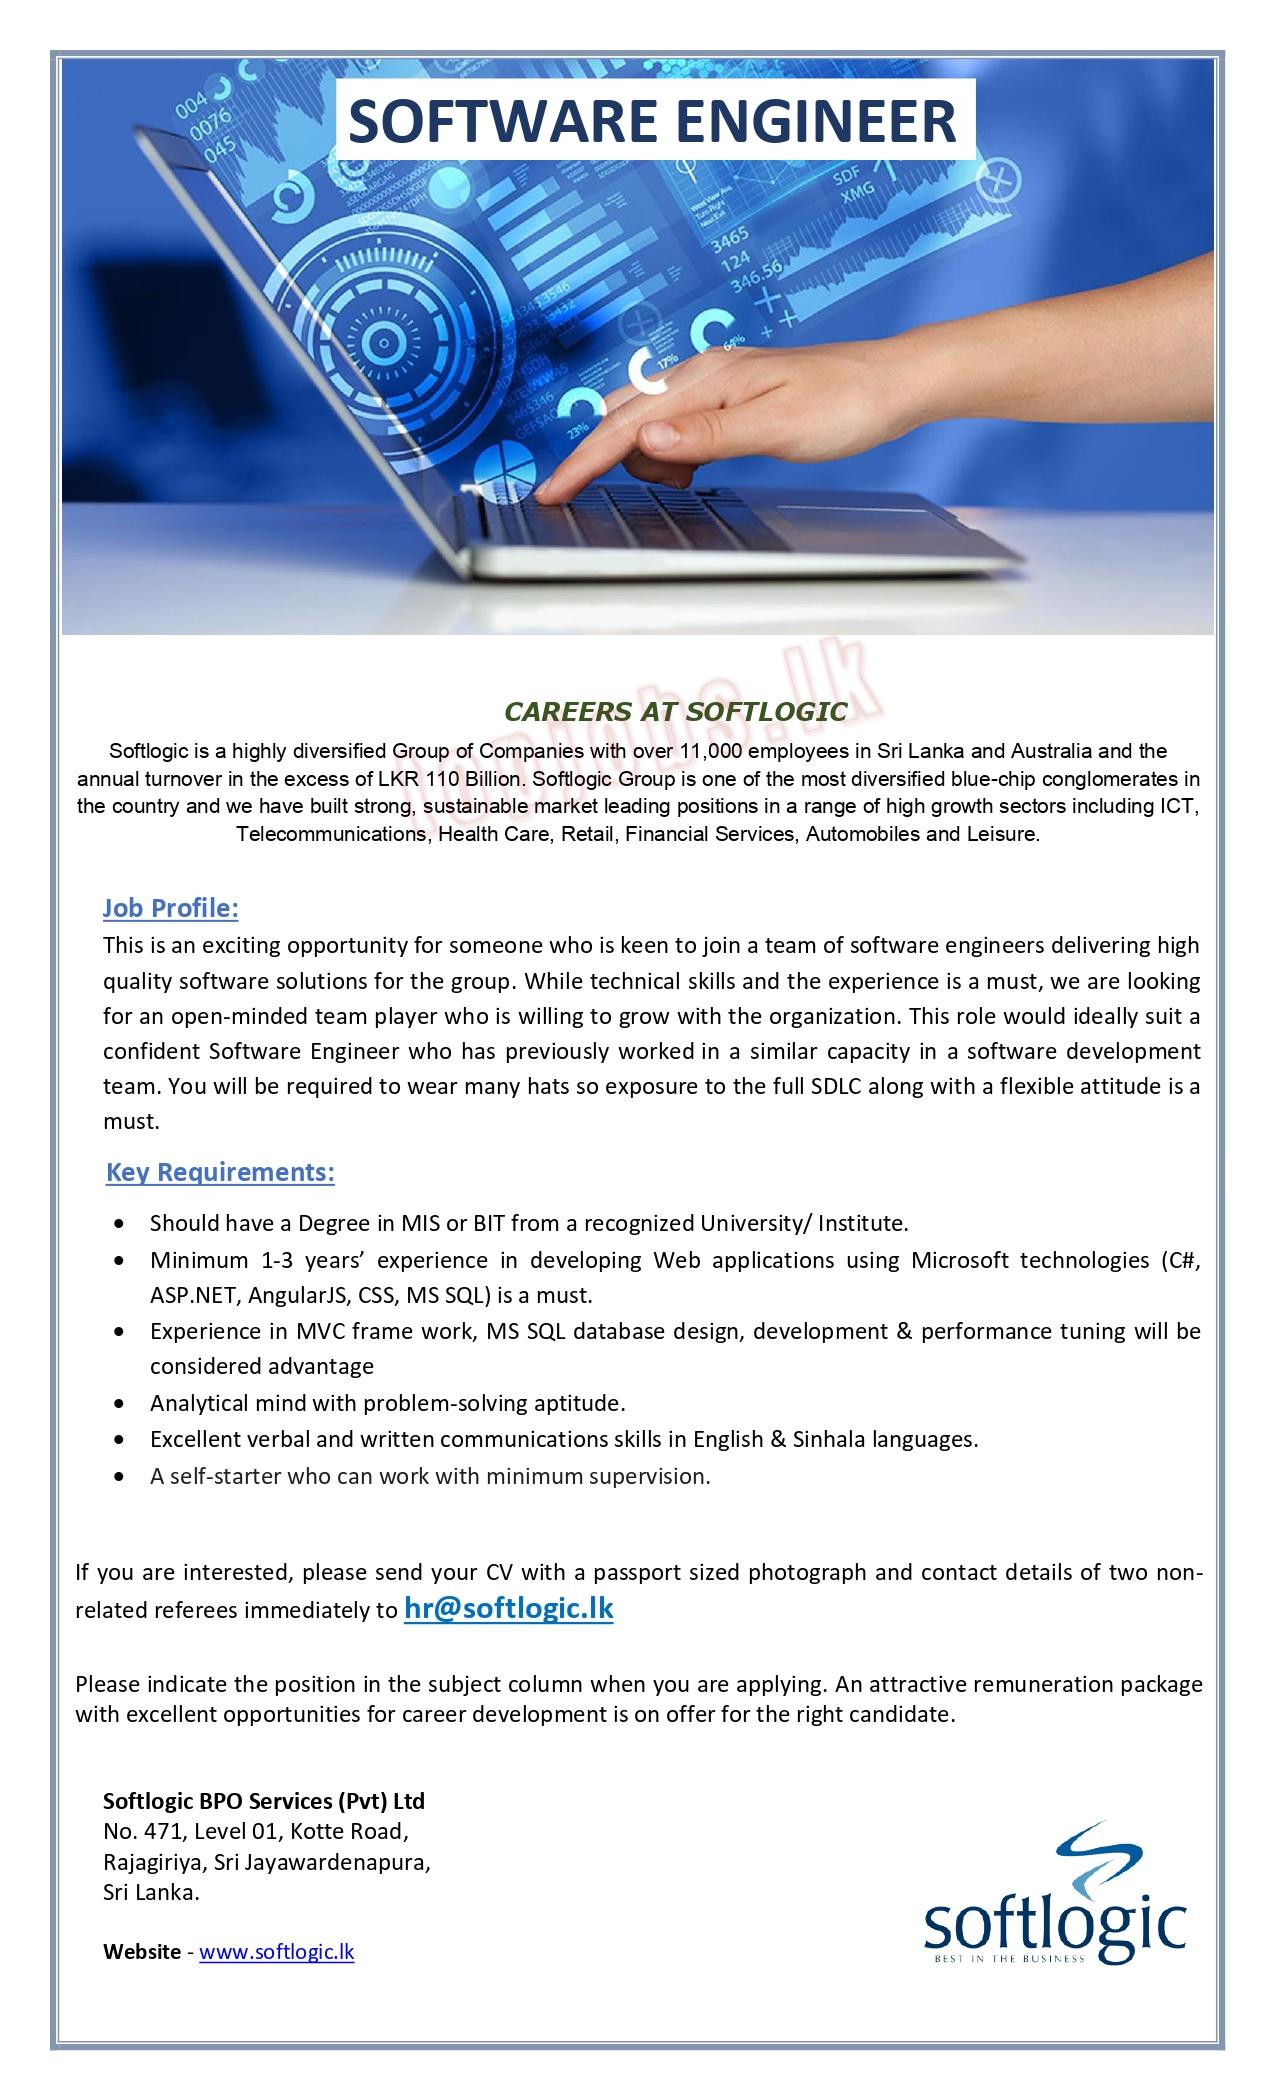 SOFTWARE ENGINEER
004
0076
045
SDF
XMG
3465
124
346.56
64%
17%
23%
topjobs.lk
CAREERS AT SOFTLOGIC
Softlogic is a highly diversified Group of Companies with over 11,000 employees in Sri Lanka and Australia and the
annual turnover in the excess of LKR 110 Billion. Softlogic Group is one of the most diversified blue-chip conglomerates in
the country and we have built strong, sustainable market leading positions in a range of high growth sectors including ICT,
Telecommunications, Health Care, Retail, Financial Services, Automobiles and Leisure.
Job Profile:
This is an exciting opportunity for someone who is keen to join a team of software engineers delivering high
quality software solutions for the group. While technical skills and the experience is a must, we are looking
for an open-minded team player who is willing to grow with the organization. This role would ideally suit a
confident Software Engineer who has previously worked in a similar capacity in a software development
team. You will be required to wear many hats so exposure to the full SDLC along with a flexible attitude is a
must.
Key Requirements:
• Should have a Degree in MIS or BIT from a recognized University/ Institute.
• Minimum 1-3 years’ experience in developing Web applications using Microsoft technologies (C#,
ASP.NET, AngularJS, CSS, MS SQL) is a must.
• Experience in MVC frame work, MS SQL database design, development & performance tuning will be
considered advantage
• Analytical mind with problem-solving aptitude.
• Excellent verbal and written communications skills in English & Sinhala languages.
• A self-starter who can work with minimum supervision.
If you are interested, please send your CV with a passport sized photograph and contact details of two non-
related referees immediately to hr@softlogic.lk
Please indicate the position in the subject column when you are applying. An attractive remuneration package
with excellent opportunities for career development is on offer for the right candidate.
Softlogic BPO Services (Pvt) Ltd
No. 471, Level 01, Kotte Road,
Rajagiriya, Sri Jayawardenapura,
Sri Lanka.
Website - www.softlogic.lk
softlogic
BEST IN THE BUSINESS